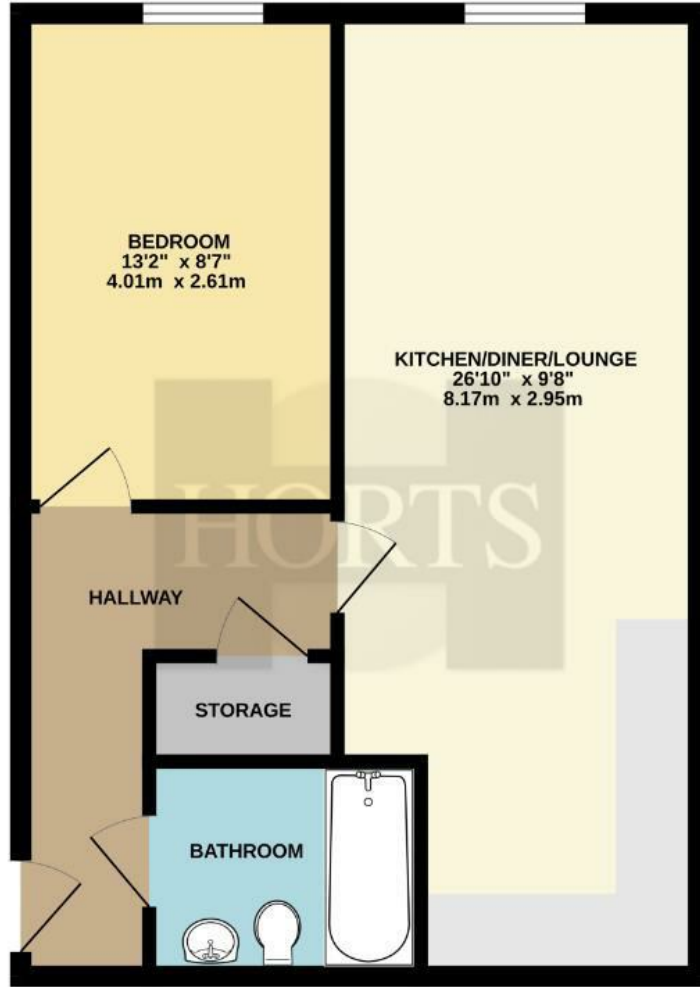 BEDROOM
13'2" x 8'7"
4.01m x 2.61m
KITCHEN/DINER/LOUNGE
26'10" x 9'8"
8.17m x 2.95m
HORTS
HALLWAY
STORAGE
BATHROOM